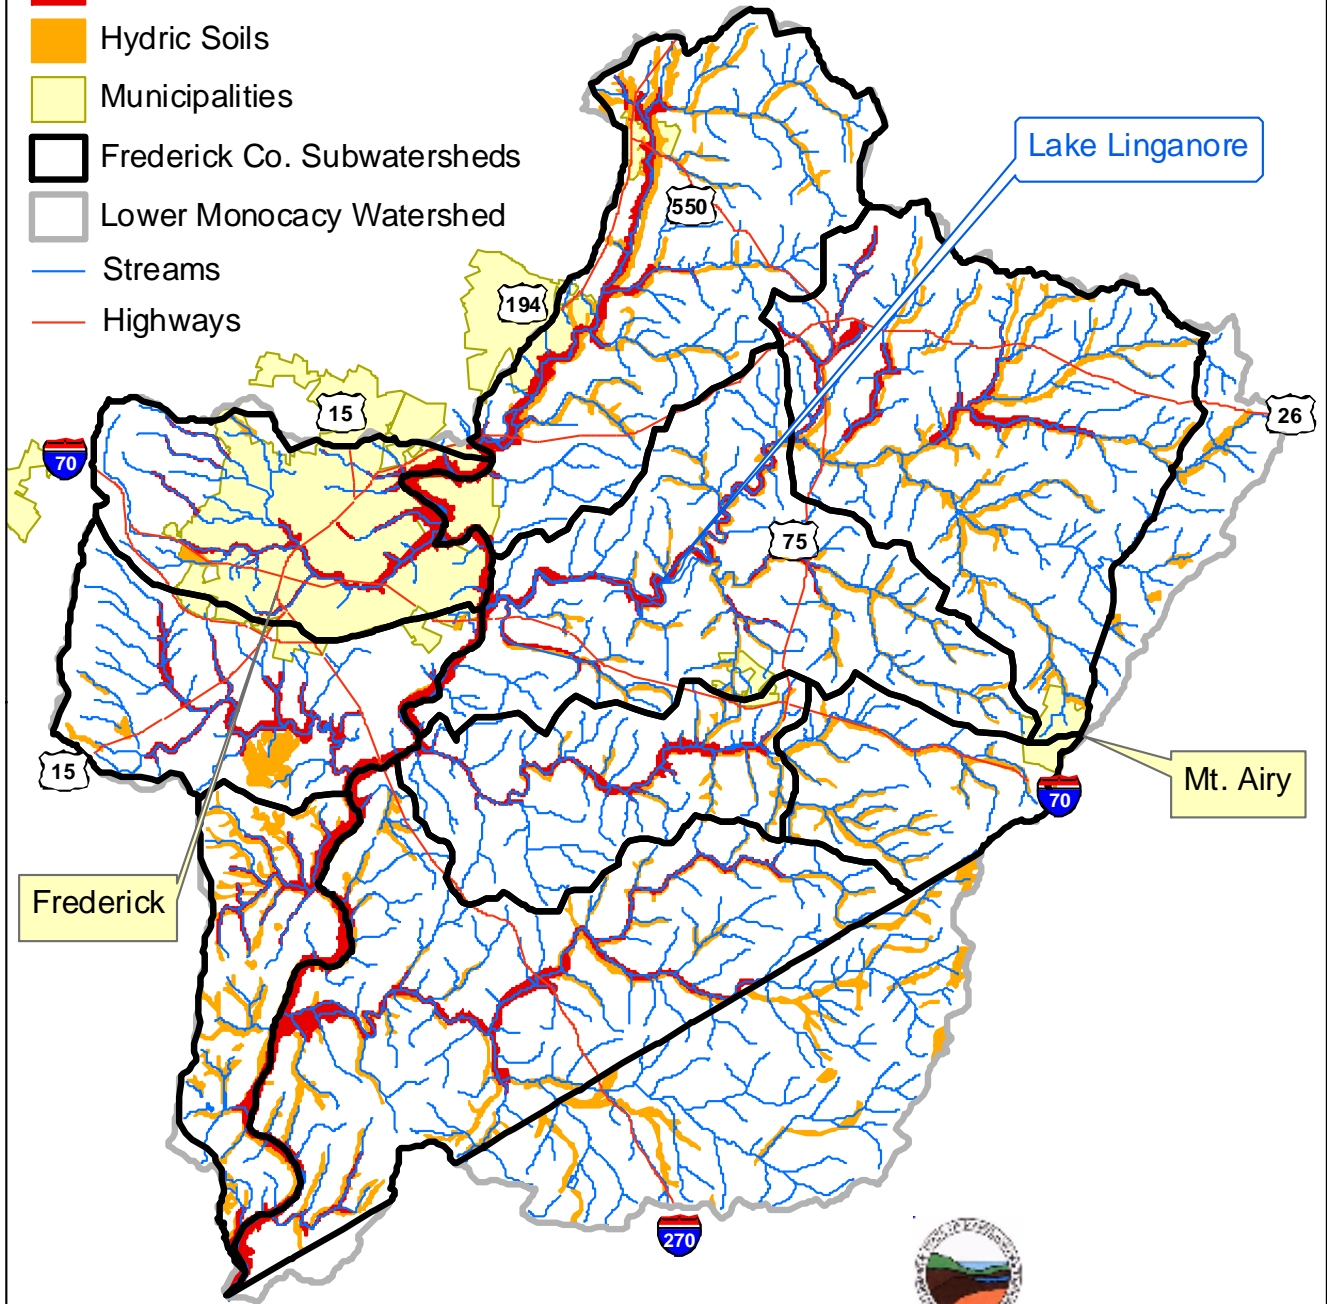 Hydric Soils
Municipalities
Frederick Co. Subwatersheds
Lower Monocacy Watershed
Streams
Highways
Lake Linganore
550
194
15
26
70
75
15
Mt. Airy
70
Frederick
270